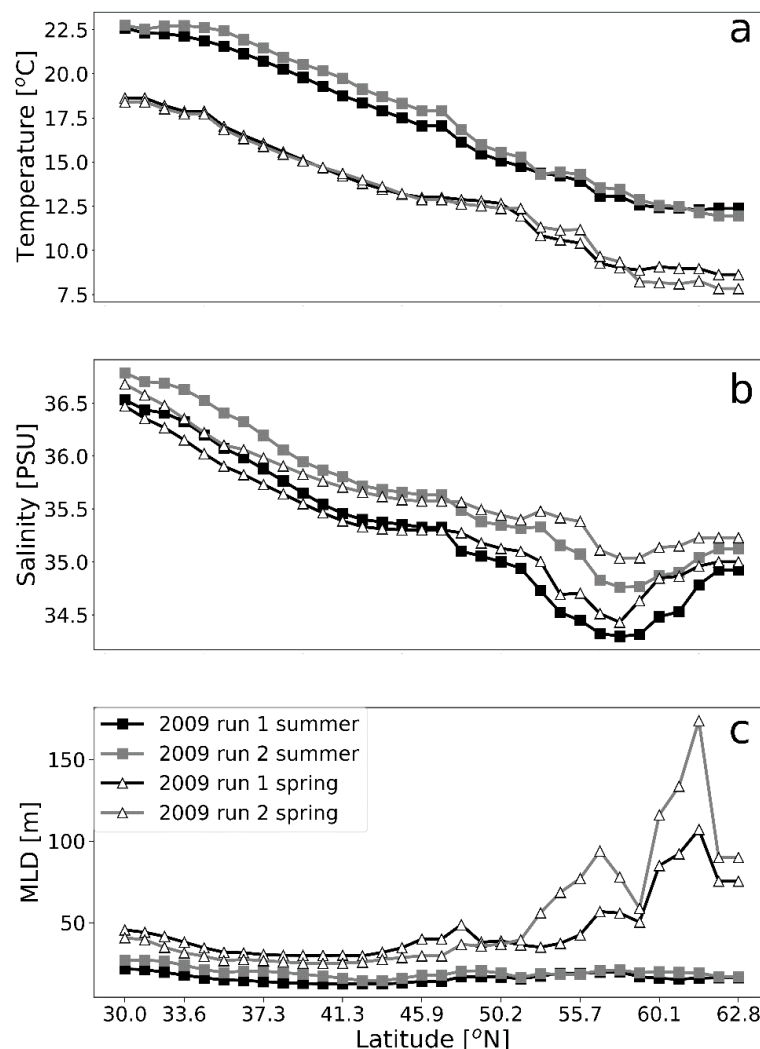 a
Temperature [°C]
22.5
20.0
17.5
15.0
12.5
10.0
7.5
b
Salinity [PSU]
36.5
36.0
35.5
35.0
34.5
c
2009 run 1 summer
2009 run 2 summer
2009 run 1 spring
2009 run 2 spring
MLD [m]
150
100
50
30.0 33.6 37.3 41.3 45.9 50.2 55.7 60.1 62.8
Latitude [°N]